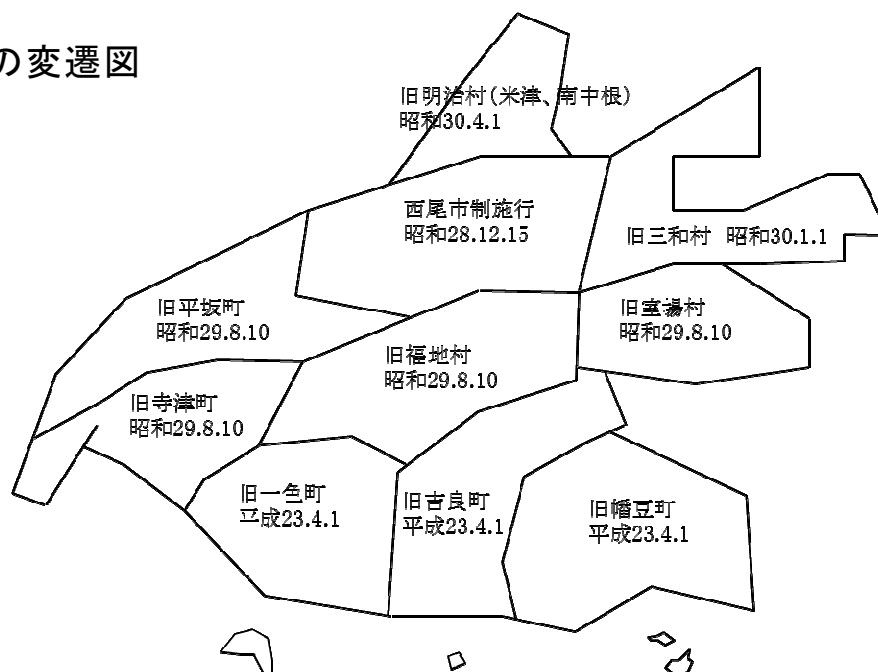 の変遷図
旧明治村(米津、南中根)
昭和30.4.1
西尾市制施行
昭和28.12.15
旧三和村 昭和30.1.1
旧平坂町
昭和29.8.10
旧室場村
昭和29.8.10
旧福地村
昭和29.8.10
旧寺津町
昭和29.8.10
旧一色町
平成23.4.1
旧吉良町
平成23.4.1
旧幡豆町
平成23.4.1